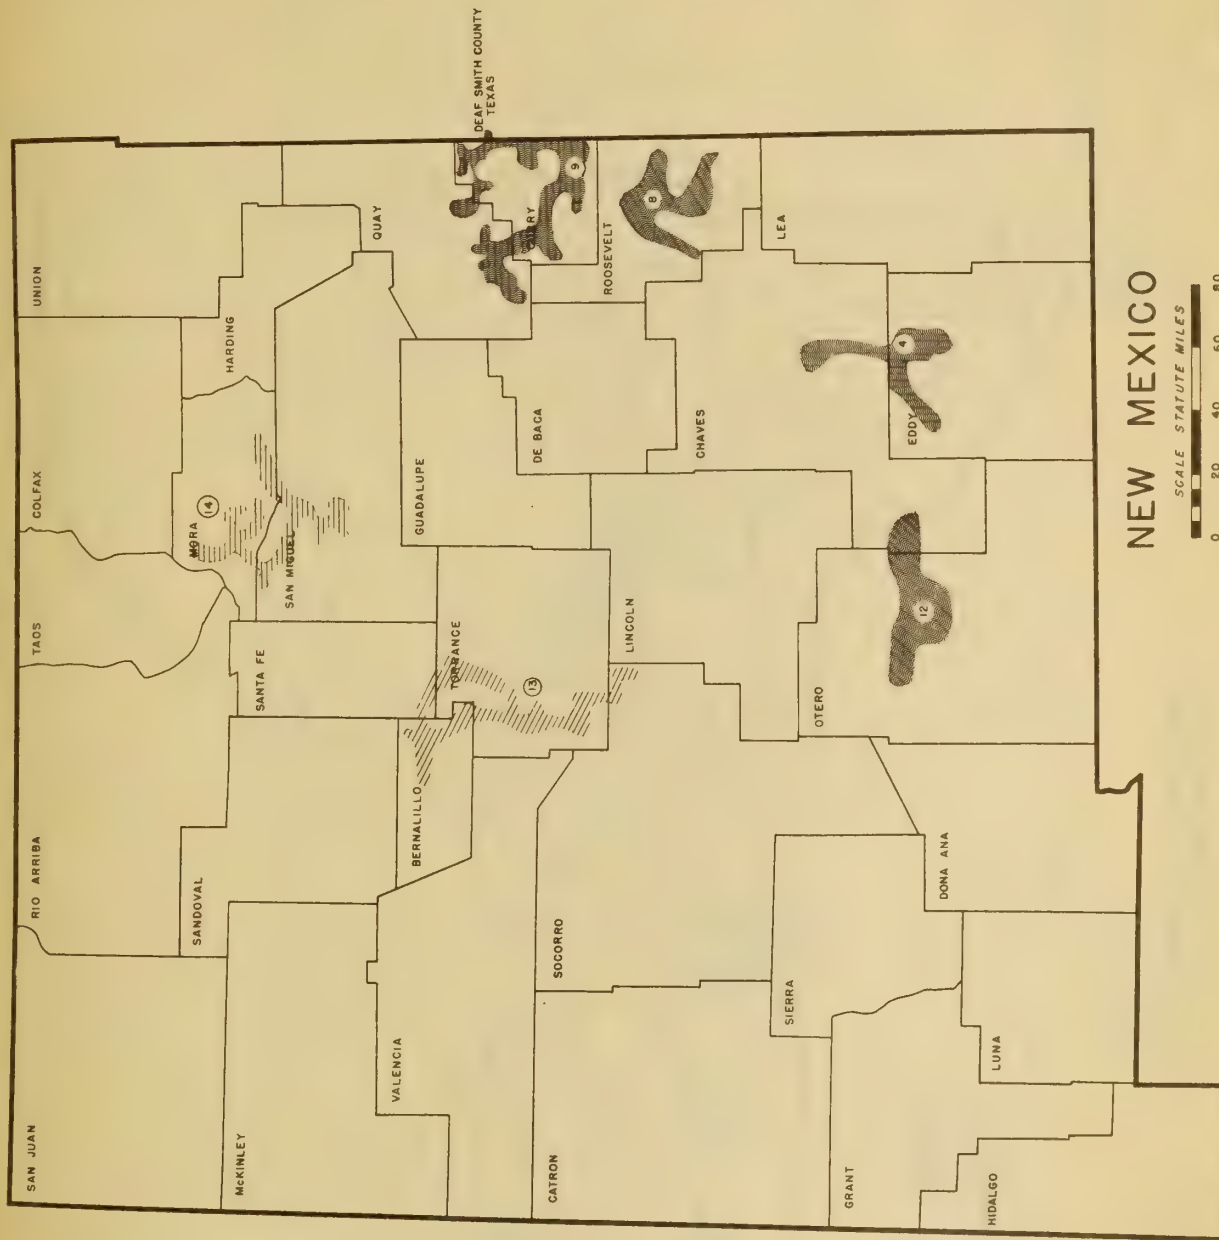 SAN JUAN
RIO ARRIBA
TAOS
COLFAX
UNION
McKINLEY
SANDOVAL
SANTA FE
MORA
14
HARDING
SAN MIGUEL
QUAY
VALENCIA
BERNALILLO
TORRANCE
13
GUADALUPE
DEAF SMITH COUNTY
TEXAS
CURRY
9
CATRON
SOCORRO
LINCOLN
DE BACA
ROOSEVELT
8
CHAVES
LEA
SIERRA
OTERO
12
EDDY
4
GRANT
DONA ANA
HIDALGO
LUNA
NEW MEXICO
SCALE STATUTE MILES
0 20 40 60 80